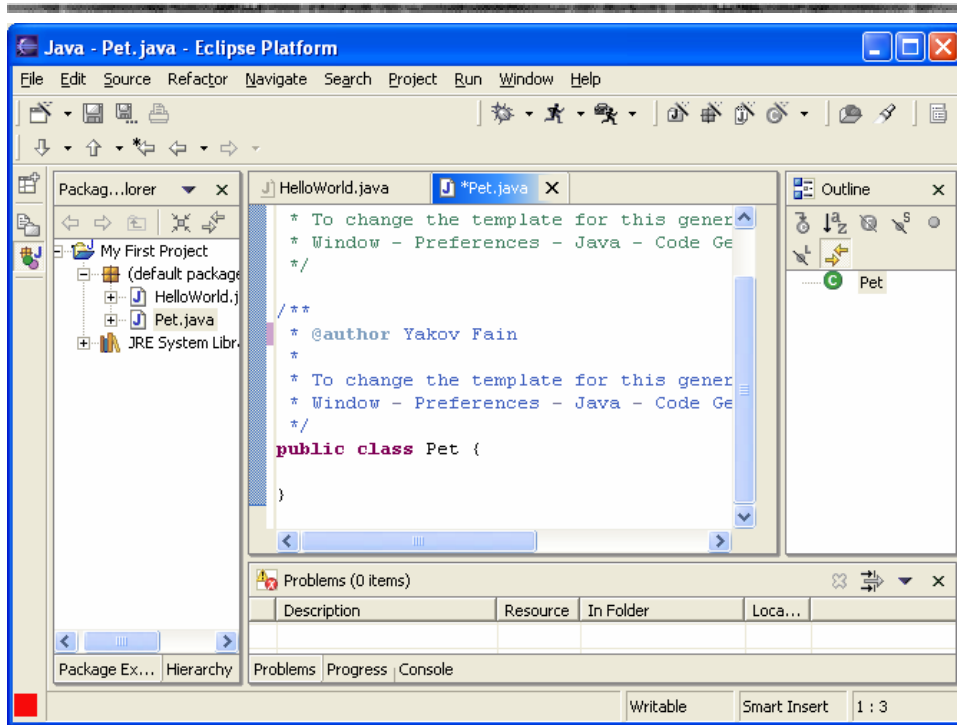 Java - Pet.java - Eclipse Platform
File Edit Source Refactor Navigate Search Project Run Window Help
Packag...lorer
HelloWorld.java
*Pet.java
Outline
My First Project
(default package
HelloWorld.j
Pet.java
JRE System Libr
* To change the template for this gener
* Window - Preferences - Java - Code Ge
*/
/**
* @author Yakov Fain
*
* To change the template for this gener
* Window - Preferences - Java - Code Ge
*/
public class Pet {
}
Pet
Problems (0 items)
Description Resource In Folder Loca...
Package Ex... Hierarchy
Problems Progress Console
Writable Smart Insert 1 : 3